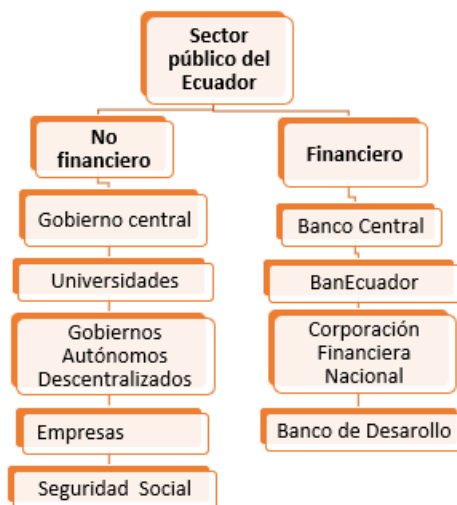 Sector
público del
Ecuador
No
financiero
Gobierno central
Universidades
Gobiernos
Autónomos
Descentralizados
Empresas
Seguridad Social
Financiero
Banco Central
BanEcuador
Corporación
Financiera
Nacional
Banco de Desarollo